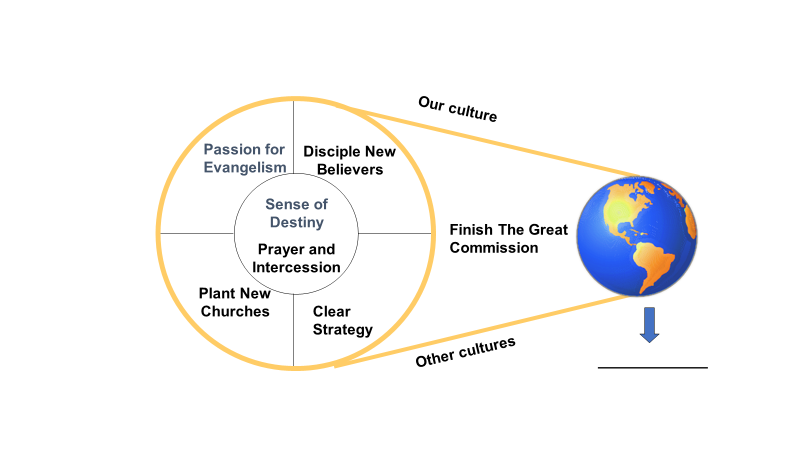 Our culture
Passion for
Evangelism
Disciple New
Believers
Sense of
Destiny
Prayer and
Intercession
Finish The Great
Commission
Plant New
Churches
Clear
Strategy
Other cultures